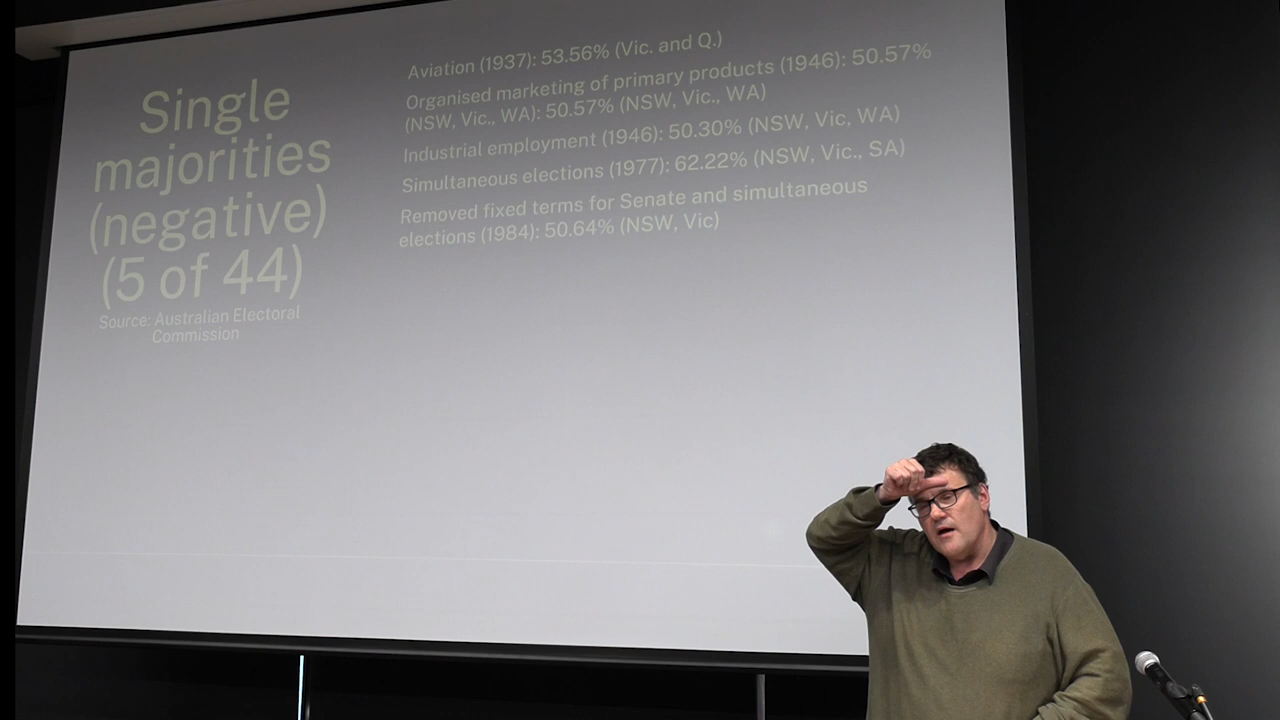 Single
majorities
(negative)
(5 of 44)
Source: Australian Electoral
Commission
Aviation (1937): 53.56% (Vic. and Q.)
Organised marketing of primary products (1946): 50.57%
(NSW, Vic., WA): 50.57% (NSW, Vic., WA)
Industrial employment (1946): 50.30% (NSW, Vic, WA)
Simultaneous elections (1977): 62.22% (NSW, Vic., SA)
Removed fixed terms for Senate and simultaneous
elections (1984): 50.64% (NSW, Vic)